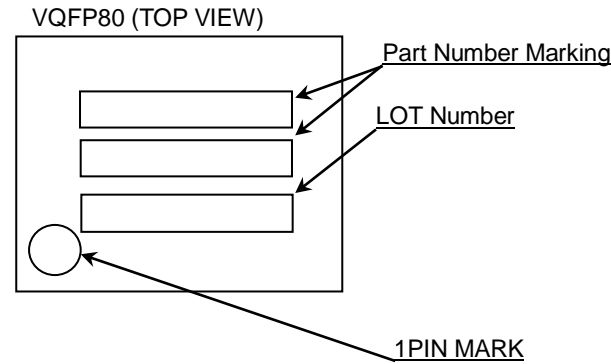 VQFP80 (TOP VIEW)
Part Number Marking
LOT Number
1PIN MARK